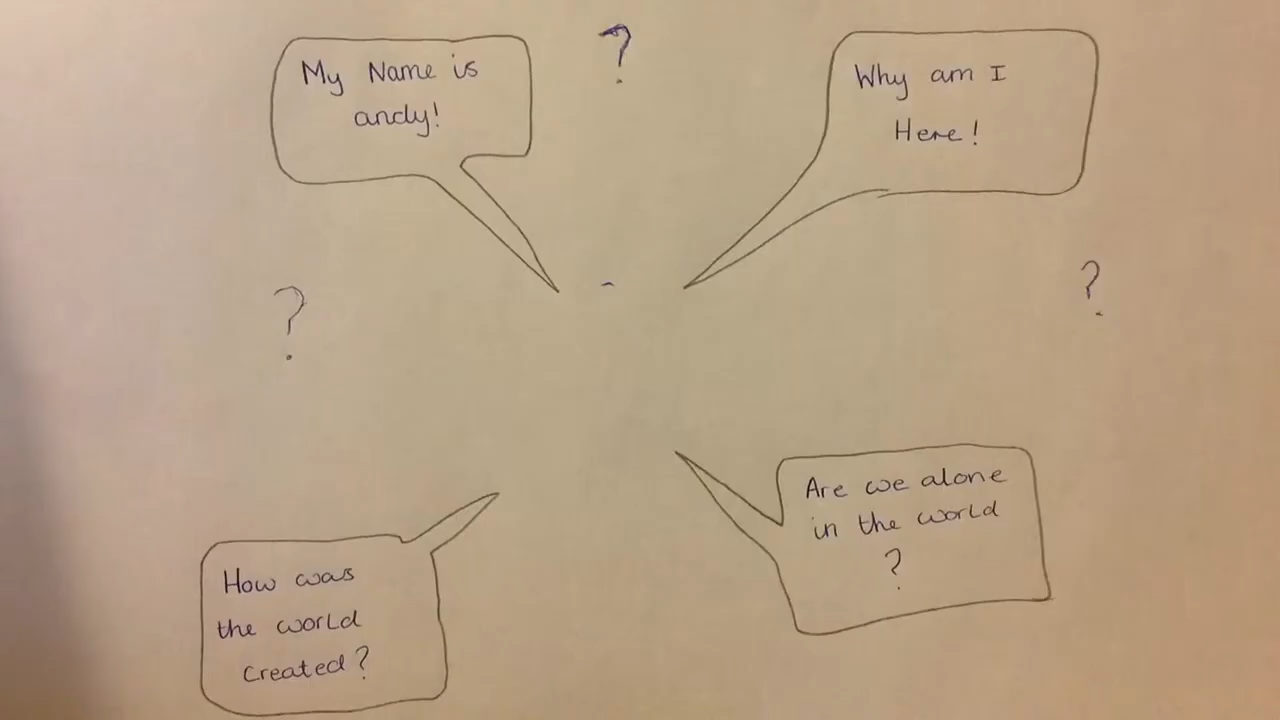 ?
My Name is
andy!
Why am I
Here!
?
?
Are we alone
in the world
?
How was
the world
created?